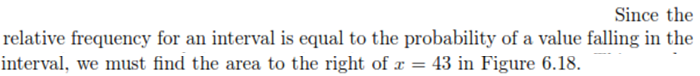 Since the
relative frequency for an interval is equal to the probability of a value falling in the
interval, we must find the area to the right of x = 43 in Figure 6.18.